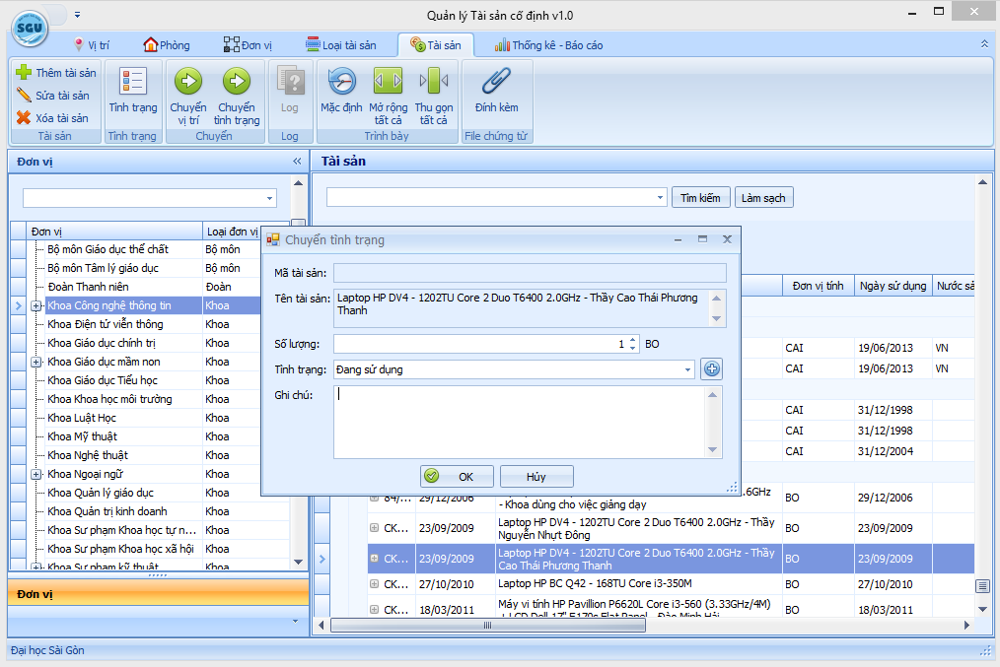 Quản lý Tài sản cố định v1.0
SGU
Vị trí
Phòng
Đơn vị
Loại tài sản
Tài sản
Thống kê - Báo cáo
Thêm tài sản
Sửa tài sản
Xóa tài sản
Tài sản
Tình trạng
Tình trạng
Chuyển vị trí
Chuyển tình trạng
Chuyển
Log
Log
Mặc định
Mở rộng tất cả
Thu gọn tất cả
Trình bày
Đính kèm
File chứng từ
Đơn vị
Đơn vị Loại đơn vị
Bộ môn Giáo dục thể chất Bộ môn
Bộ môn Tâm lý giáo dục Bộ môn
Đoàn Thanh niên Đoàn
Khoa Công nghệ thông tin Khoa
Khoa Điện tử viễn thông Khoa
Khoa Giáo dục chính trị Khoa
Khoa Giáo dục mầm non Khoa
Khoa Giáo dục Tiểu học Khoa
Khoa Khoa học môi trường Khoa
Khoa Luật Học Khoa
Khoa Mỹ thuật Khoa
Khoa Nghệ thuật Khoa
Khoa Ngoại ngữ Khoa
Khoa Quản lý giáo dục Khoa
Khoa Quản trị kinh doanh Khoa
Khoa Sư phạm Khoa học tự n... Khoa
Khoa Sư phạm Khoa học xã hội Khoa
Khoa Sư phạm kỹ thuật Khoa
Đơn vị
Tài sản
Tìm kiếm
Làm sạch
Đơn vị tính Ngày sử dụng Nước sả
CAI 19/06/2013 VN
CAI 19/06/2013 VN
CAI 31/12/1998
CAI 31/12/1998
CAI 31/12/2004
Chuyển tình trạng
Mã tài sản:
Tên tài sản: Laptop HP DV4 - 1202TU Core 2 Duo T6400 2.0GHz - Thầy Cao Thái Phương
Thanh
Số lượng: 1 BO
Tình trạng: Đang sử dụng
Ghi chú:
OK
Hủy
84/... 29/12/2006 .6GHz
- Khoa dùng cho việc giảng dạy BO 29/12/2006
CK... 23/09/2009 Laptop HP DV4 - 1202TU Core 2 Duo T6400 2.0GHz - Thầy
Nguyễn Nhựt Đông BO 23/09/2009
CK... 23/09/2009 Laptop HP DV4 - 1202TU Core 2 Duo T6400 2.0GHz - Thầy
Cao Thái Phương Thanh BO 23/09/2009
CK... 27/10/2010 Laptop HP BC Q42 - 168TU Core i3-350M BO 27/10/2010
CK... 18/03/2011 Máy vi tính HP Pavillion P6620L Core i3-560 (3.33GHz/4M)
+ LCD Dell 17" E170s Flat Panel - Đào Minh Hải BO 18/03/2011
Đại học Sài Gòn